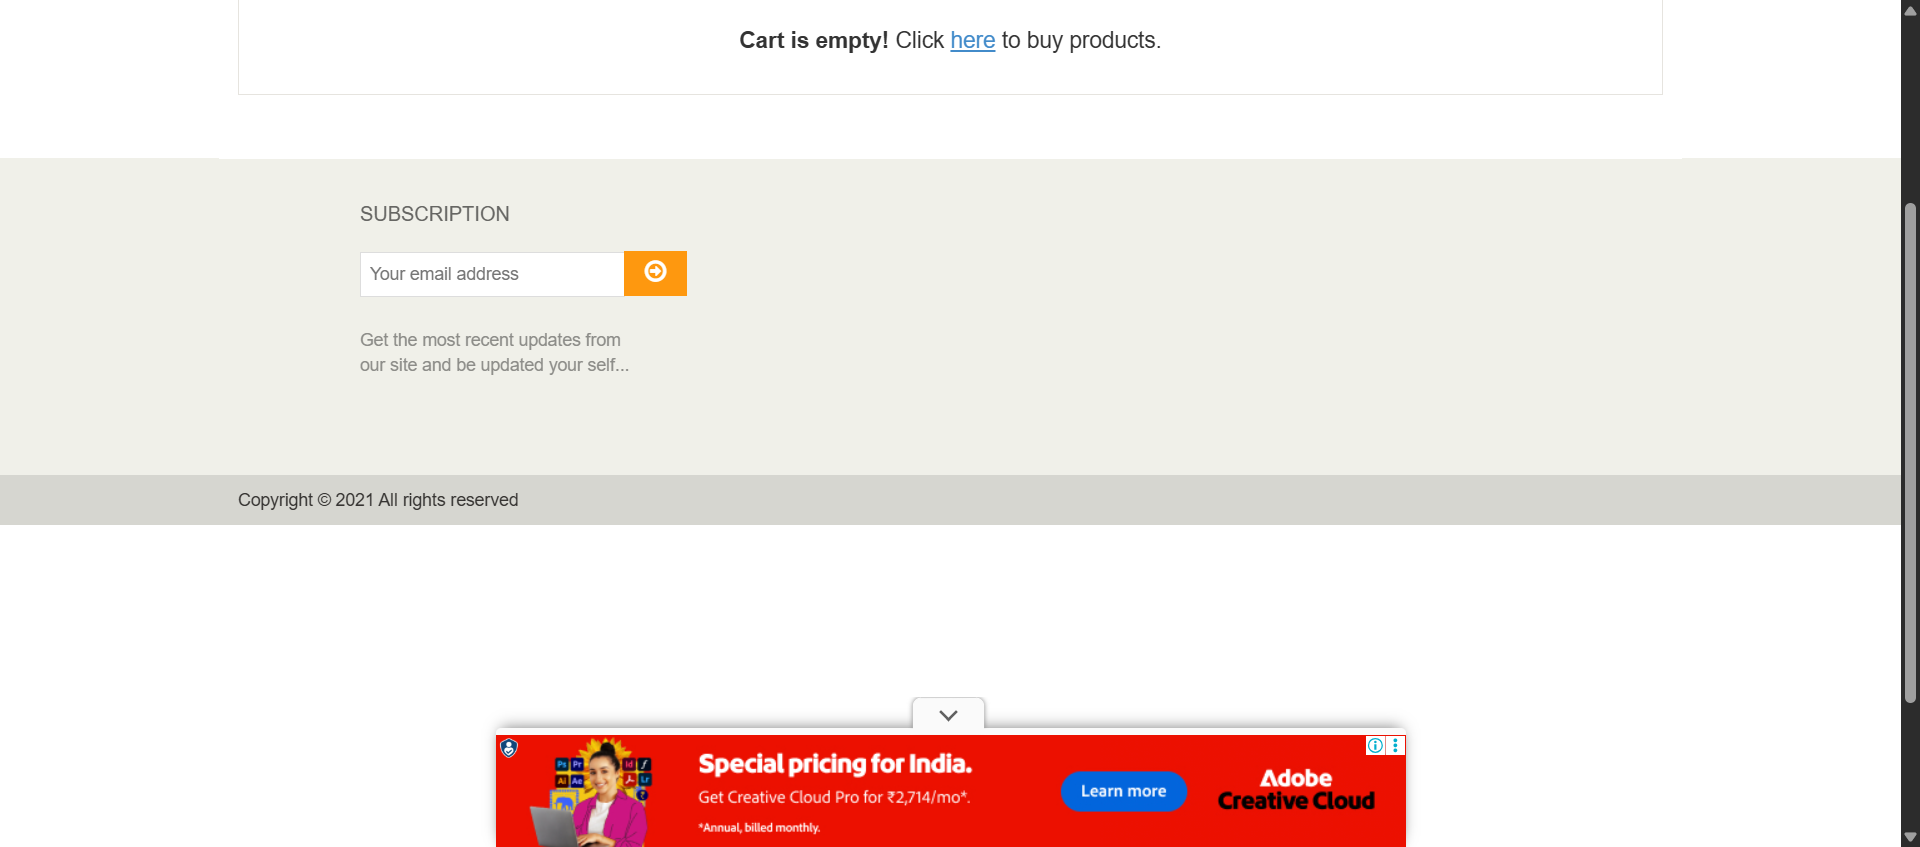 Cart is empty! Click here to buy products.
SUBSCRIPTION
Your email address
Get the most recent updates from
our site and be updated your self...
Copyright © 2021 All rights reserved
Ps Pr
Ai Ae
Id
Lr
Special pricing for India.
Get Creative Cloud Pro for ₹2,714/mo*.
*Annual, billed monthly.
Learn more
Adobe
Creative Cloud